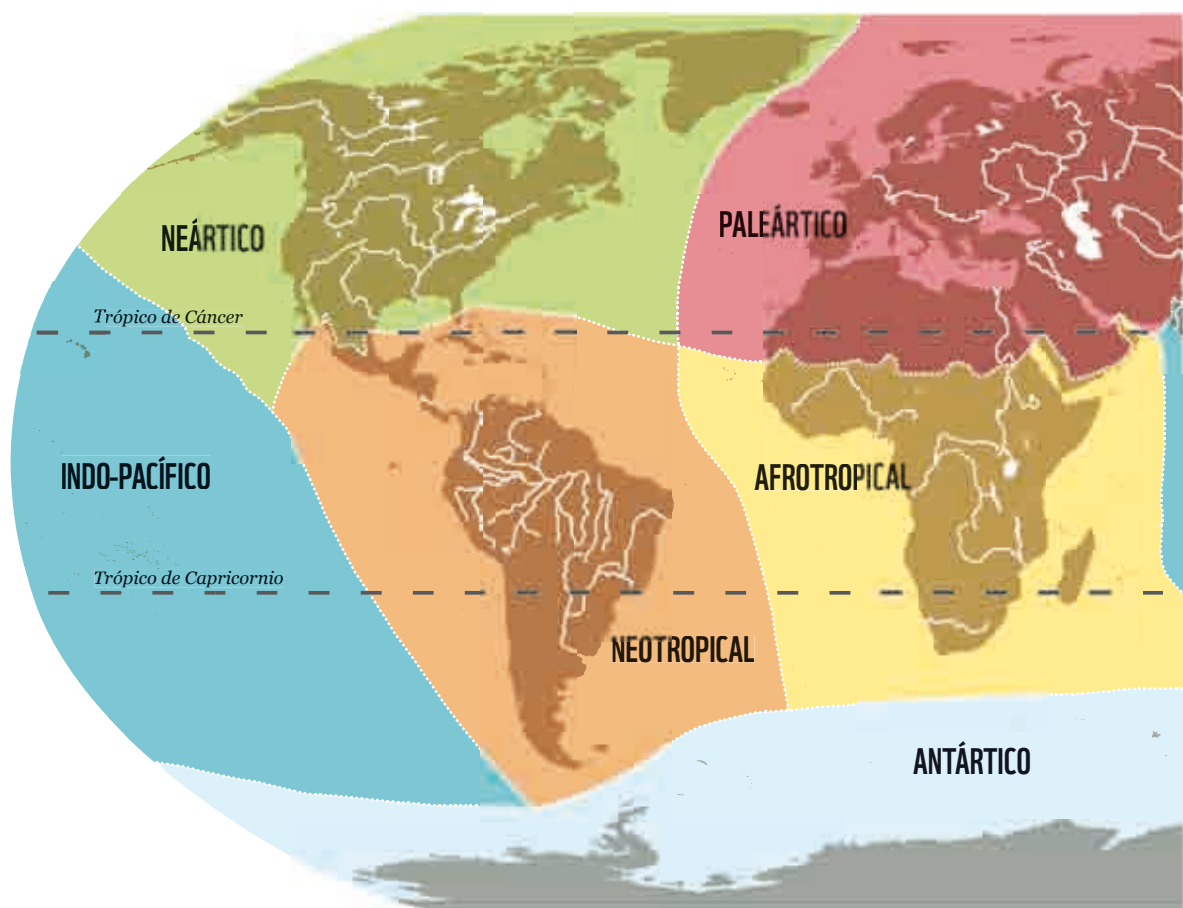 PALEÁRTICO
NEÁRTICO
Trópico de Cáncer
INDO-PACÍFICO
AFROTROPICAL
Trópico de Capricornio
NEOTROPICAL
ANTÁRTICO